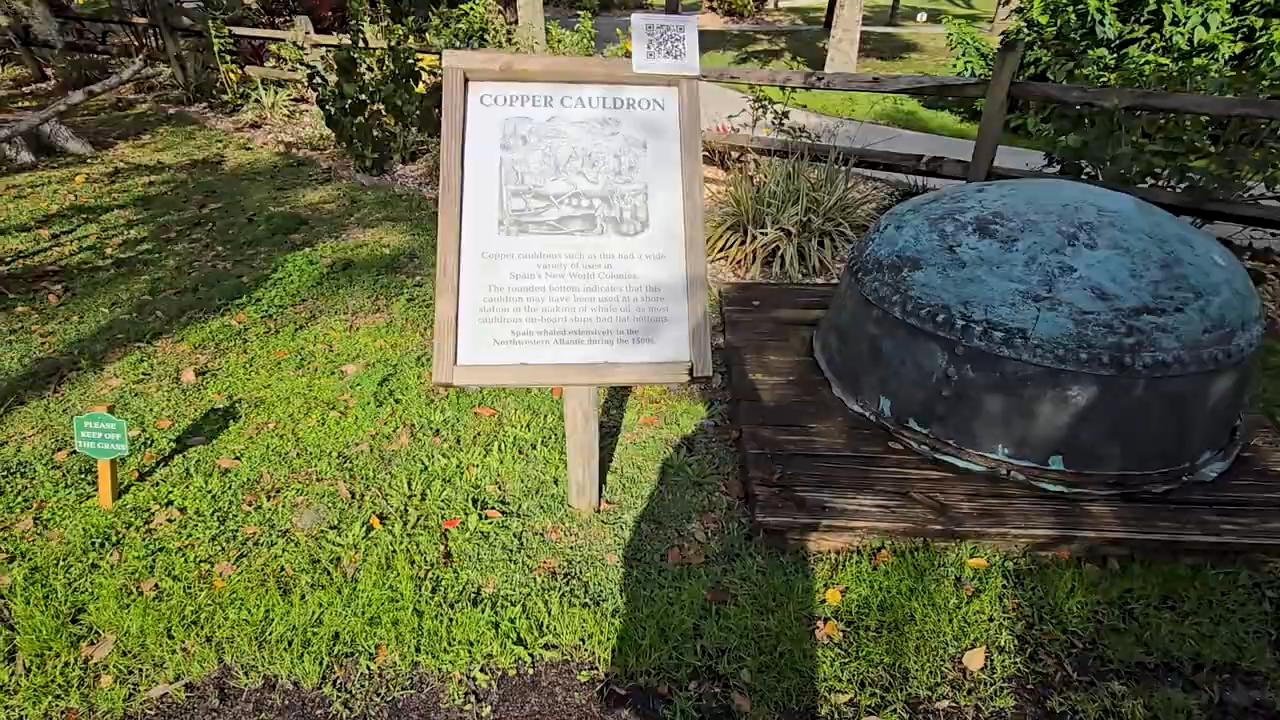 COPPER CAULDRON
Copper cauldrons such as this had a wide
variety of uses in
Spain's New World Colonies.
The rounded bottom indicates that this
cauldron may have been used at a shore
station in the making of whale oil, as most
cauldrons on-board ships had flat bottoms.
Spain whaled extensively in the
Northwestern Atlantic during the 1500s.
PLEASE
KEEP OFF
THE GRASS